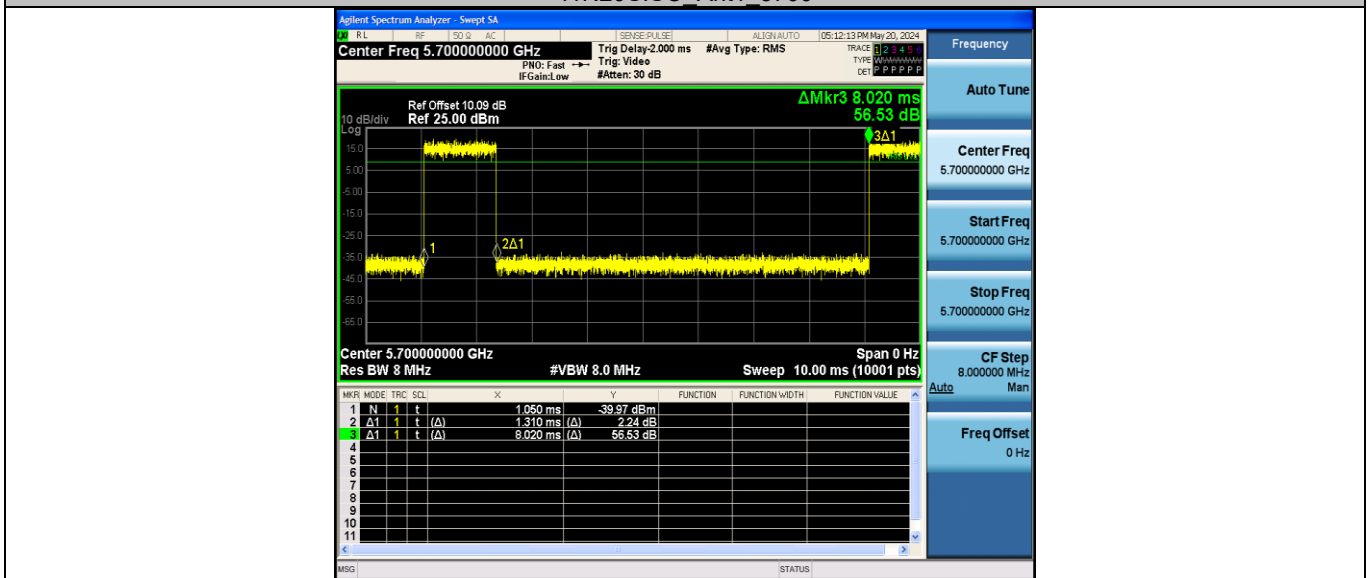 Agilent Spectrum Analyzer - Swept SA
RL RF 50 Ω AC SENSE:PULSE ALIGN AUTO 05:12:13 PM May 20, 2024
Center Freq 5.700000000 GHz
PNO: Fast
IFGain:Low
Trig Delay-2.000 ms
Trig: Video
#Atten: 30 dB
#Avg Type: RMS
TRACE 1 2 3 4 5 6
TYPE
DET P P P P P P
Frequency
ΔMkr3 8.020 ms
56.53 dB
Ref Offset 10.09 dB
10 dB/div Ref 25.00 dBm
Log
15.0
5.00
-5.00
-15.0
-25.0
-35.0
-45.0
-55.0
-65.0
1
2Δ1
3Δ1
Center 5.700000000 GHz Span 0 Hz
Res BW 8 MHz #VBW 8.0 MHz Sweep 10.00 ms (10001 pts)
MKR MODE TRC SCL X Y FUNCTION FUNCTION WIDTH FUNCTION VALUE
1 N 1 t 1.050 ms -39.97 dBm
2 Δ1 1 t (Δ) 1.310 ms (Δ) 2.24 dB
3 Δ1 1 t (Δ) 8.020 ms (Δ) 56.53 dB
4
5
6
7
8
9
10
11
MSG STATUS
Auto Tune
Center Freq
5.700000000 GHz
Start Freq
5.700000000 GHz
Stop Freq
5.700000000 GHz
CF Step
8.000000 MHz
Auto Man
Freq Offset
0 Hz